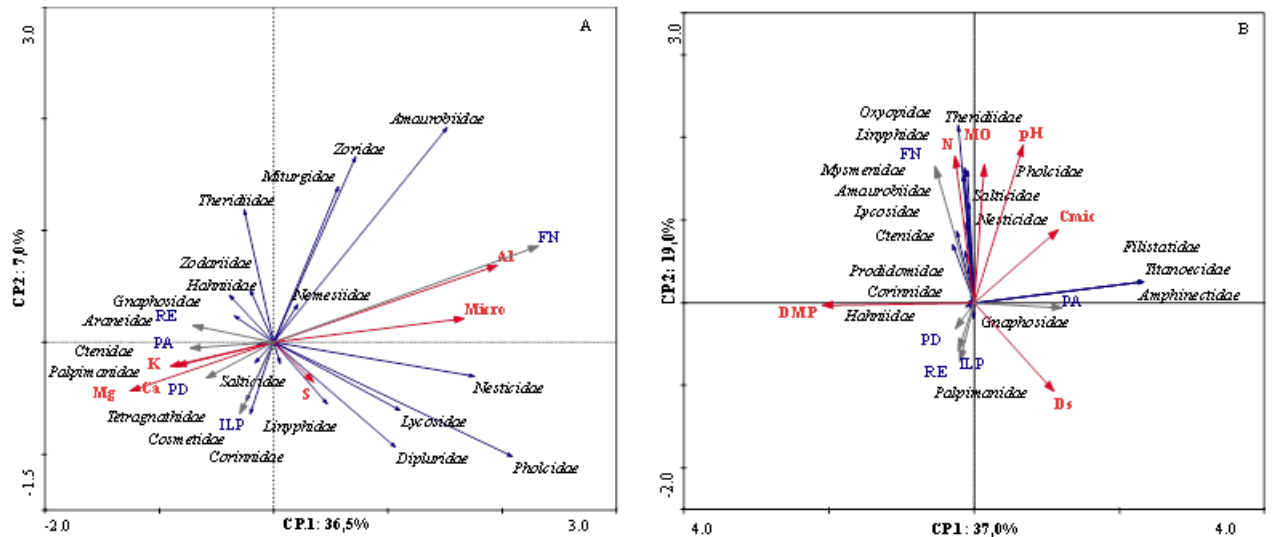 A
3.0
Amaurobiidae
Zoridae
Miturgidae
Theridiidae
FN
Al
Zodariidae
Hahniidae
Nemesiidae
Gnaphosidae
RE
Micro
Araneidae
PA
Ctenidae
K
Palpimanidae
Mg
Ca
PD
Salticidae
S
Nesticidae
Tetragnathidae
ILP
Linyphidae
Lycosidae
Cosmetidae
Corinnidae
Dipluridae
Pholcidae
CP2: 7,0%
-1.5
-2.0
CP1: 36,5%
3.0
B
3.0
Oxyopidae
Theridiidae
Linyphidae
N
MO
pH
FN
Mysmenidae
Pholcidae
Amaurobiidae
Salticidae
Lycosidae
Nesticidae
Cmic
Ctenidae
Filistatidae
Prodidomidae
Titanoecidae
Corinnidae
Amphinectidae
DMP
Hahniidae
PA
Gnaphosidae
PD
ILP
RE
Palpimanidae
Ds
CP2: 19,0%
-2.0
4.0
CP1: 37,0%
4.0